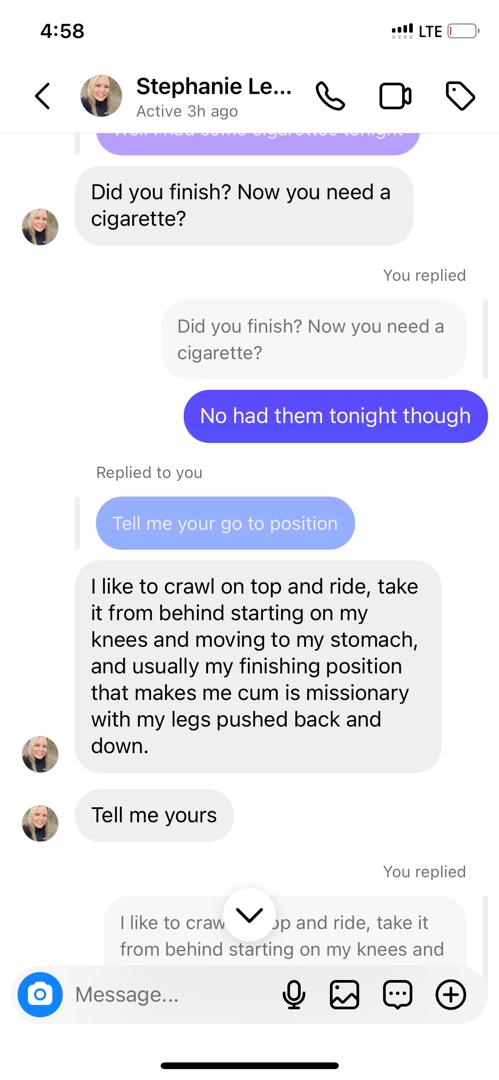 4:58
LTE
Stephanie Le...
Active 3h ago
Well I had some cigarettes tonight
Did you finish? Now you need a
cigarette?
You replied
Did you finish? Now you need a
cigarette?
No had them tonight though
Replied to you
Tell me your go to position
I like to crawl on top and ride, take
it from behind starting on my
knees and moving to my stomach,
and usually my finishing position
that makes me cum is missionary
with my legs pushed back and
down.
Tell me yours
You replied
I like to craw op and ride, take it
from behind starting on my knees and
Message...